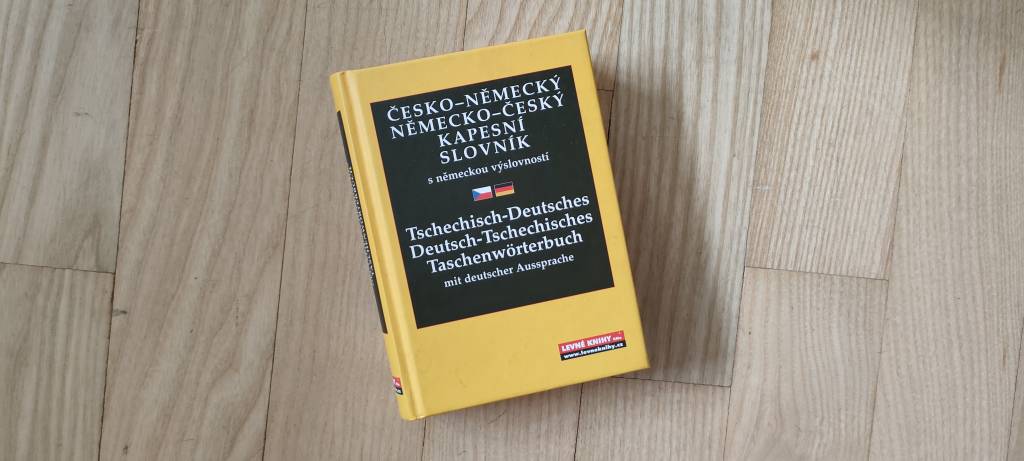 ČESKO–NĚMECKÝ
NĚMECKO–ČESKÝ
KAPESNÍ
SLOVNÍK
s německou výslovností
Tschechisch-Deutsches
Deutsch-Tschechisches
Taschenwörterbuch
mit deutscher Aussprache
LEVNÉ KNIHY
www.levneknihy.cz